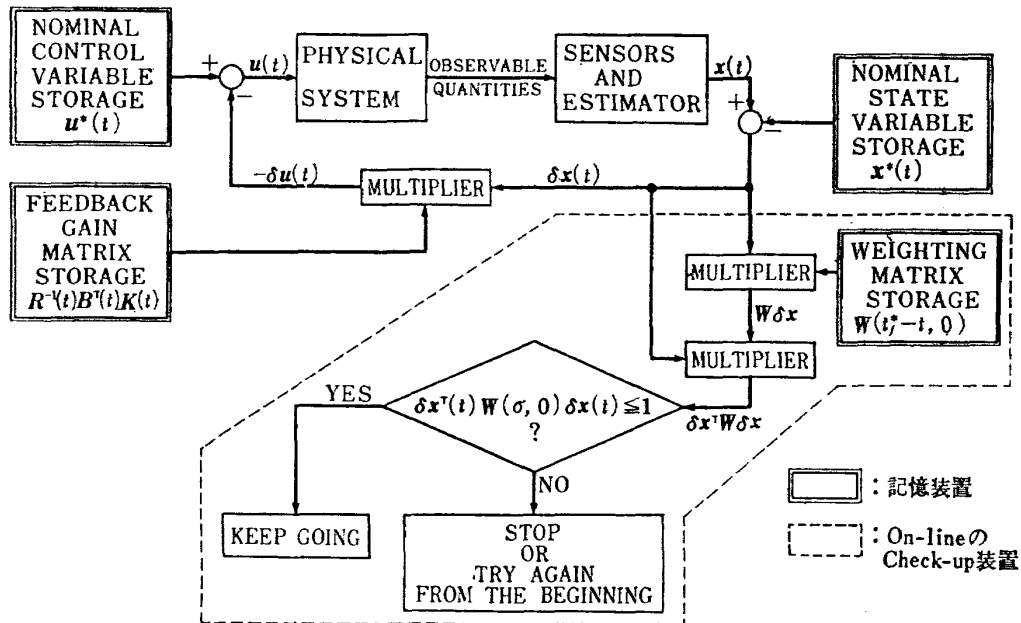 NOMINAL
CONTROL
VARIABLE
STORAGE
u*(t)
+
−
u(t)
PHYSICAL
SYSTEM
OBSERVABLE
QUANTITIES
SENSORS
AND
ESTIMATOR
x(t)
+
−
NOMINAL
STATE
VARIABLE
STORAGE
x*(t)
−δu(t)
MULTIPLIER
δx(t)
FEEDBACK
GAIN
MATRIX
STORAGE
R⁻¹(t)Bᵀ(t)K(t)
MULTIPLIER
WEIGHTING
MATRIX
STORAGE
W(t_f*−t, 0)
Wδx
MULTIPLIER
δxᵀWδx
δxᵀ(t)W(σ, 0)δx(t)≦1
?
YES
NO
KEEP GOING
STOP
OR
TRY AGAIN
FROM THE BEGINNING
:記憶装置
:On-lineの
Check-up装置